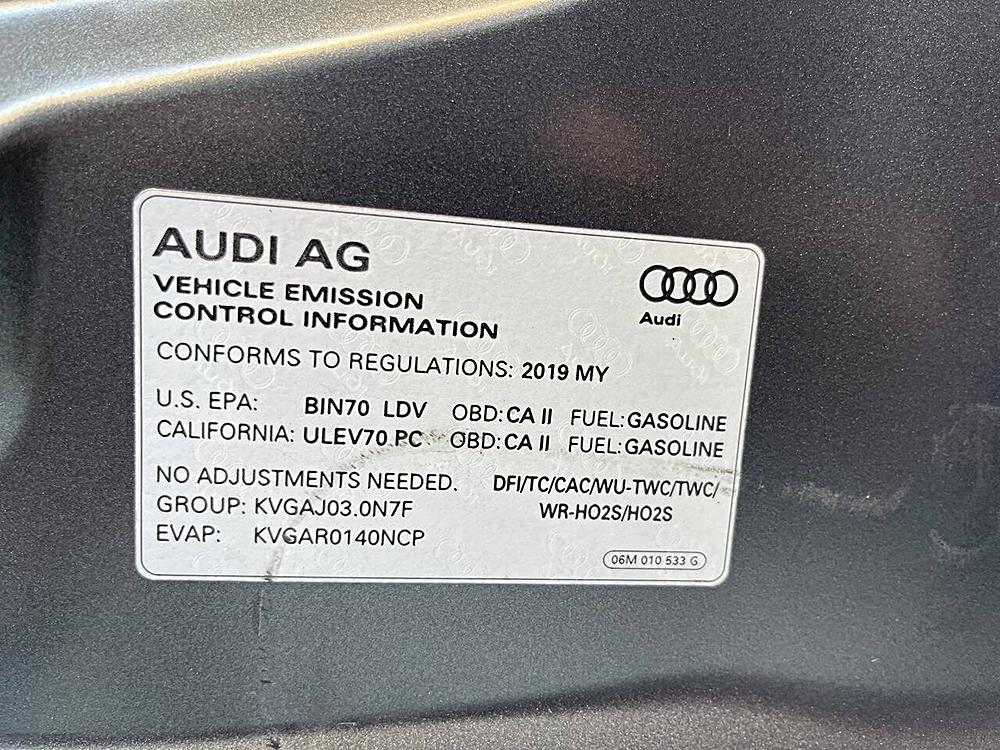 AUDI AG
VEHICLE EMISSION
CONTROL INFORMATION
Audi
CONFORMS TO REGULATIONS: 2019 MY
U.S. EPA: BIN70 LDV OBD: CA II FUEL: GASOLINE
CALIFORNIA: ULEV70 PC OBD: CA II FUEL: GASOLINE
NO ADJUSTMENTS NEEDED. DFI/TC/CAC/WU-TWC/TWC/
GROUP: KVGAJ03.0N7F WR-HO2S/HO2S
EVAP: KVGAR0140NCP
06M 010 533 G